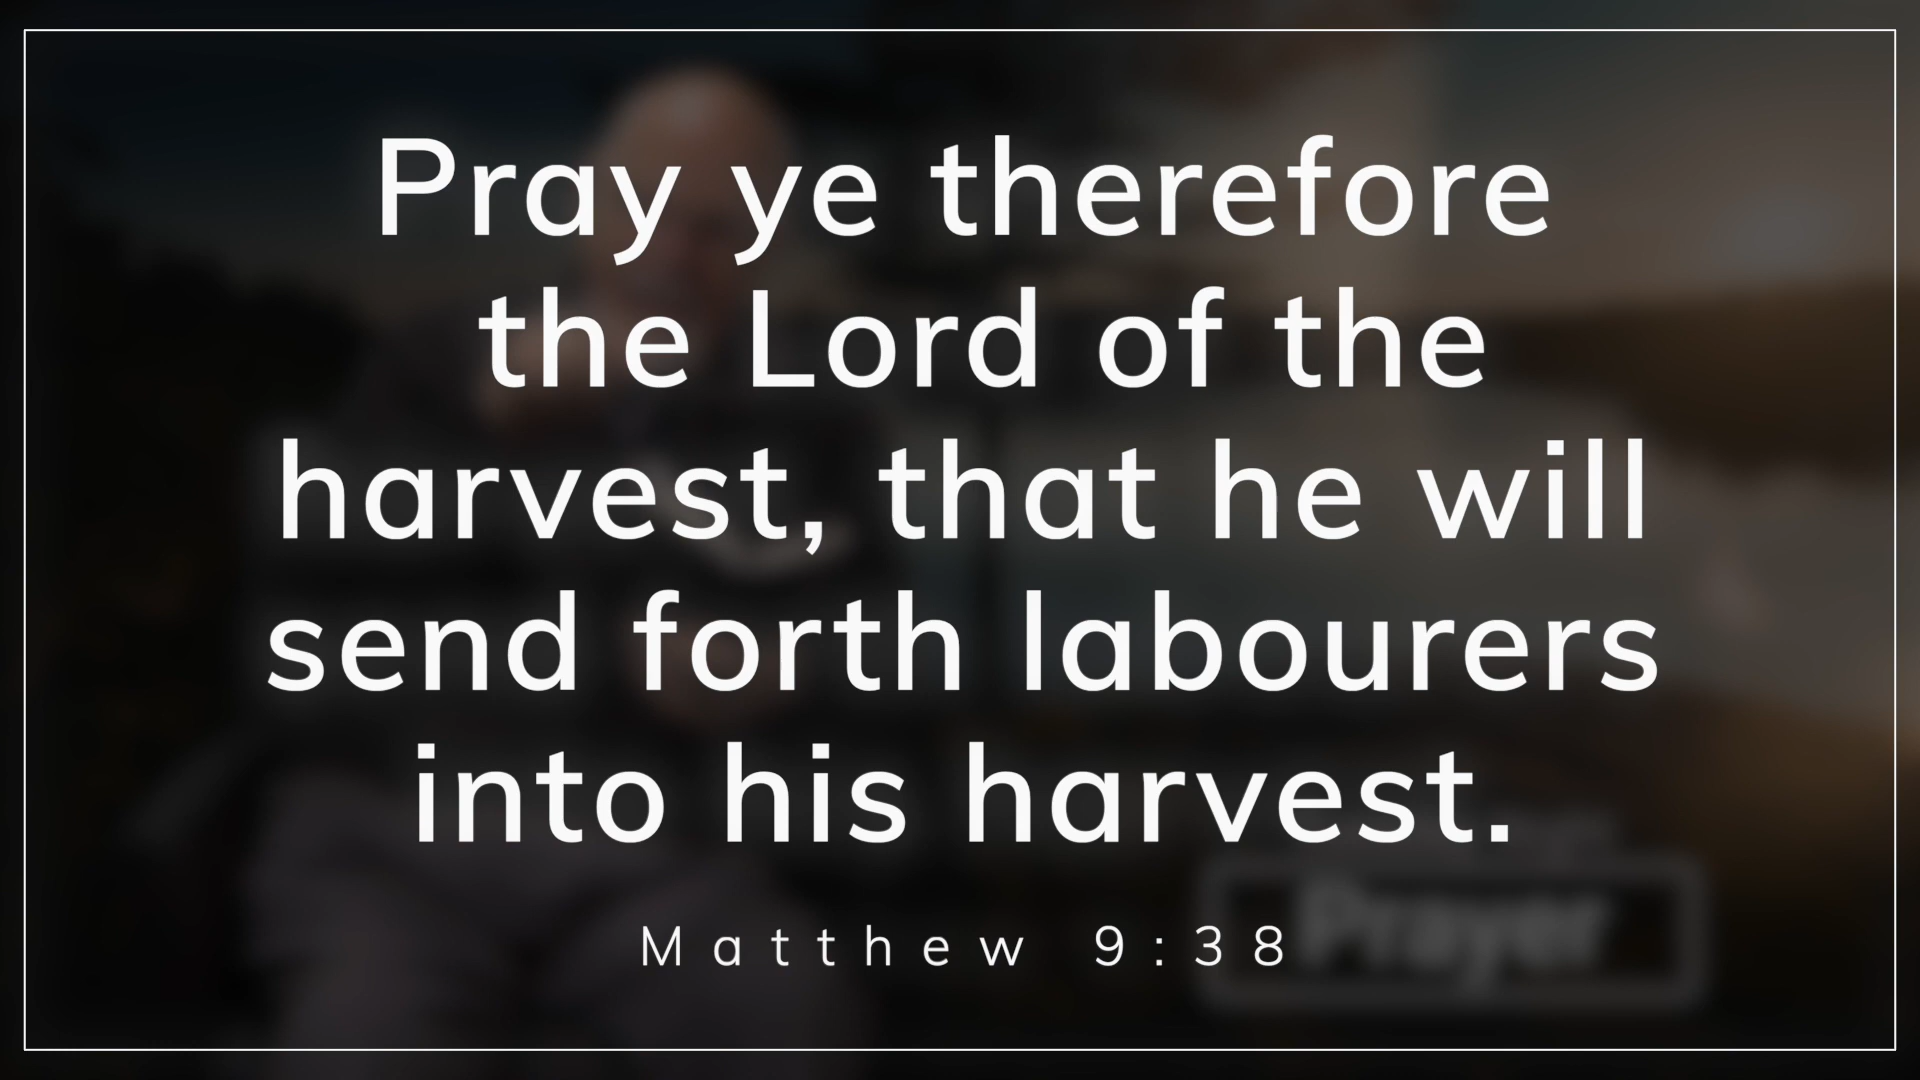 Pray ye therefore
the Lord of the
harvest, that he will
send forth labourers
into his harvest.
Matthew 9:38
Prayer